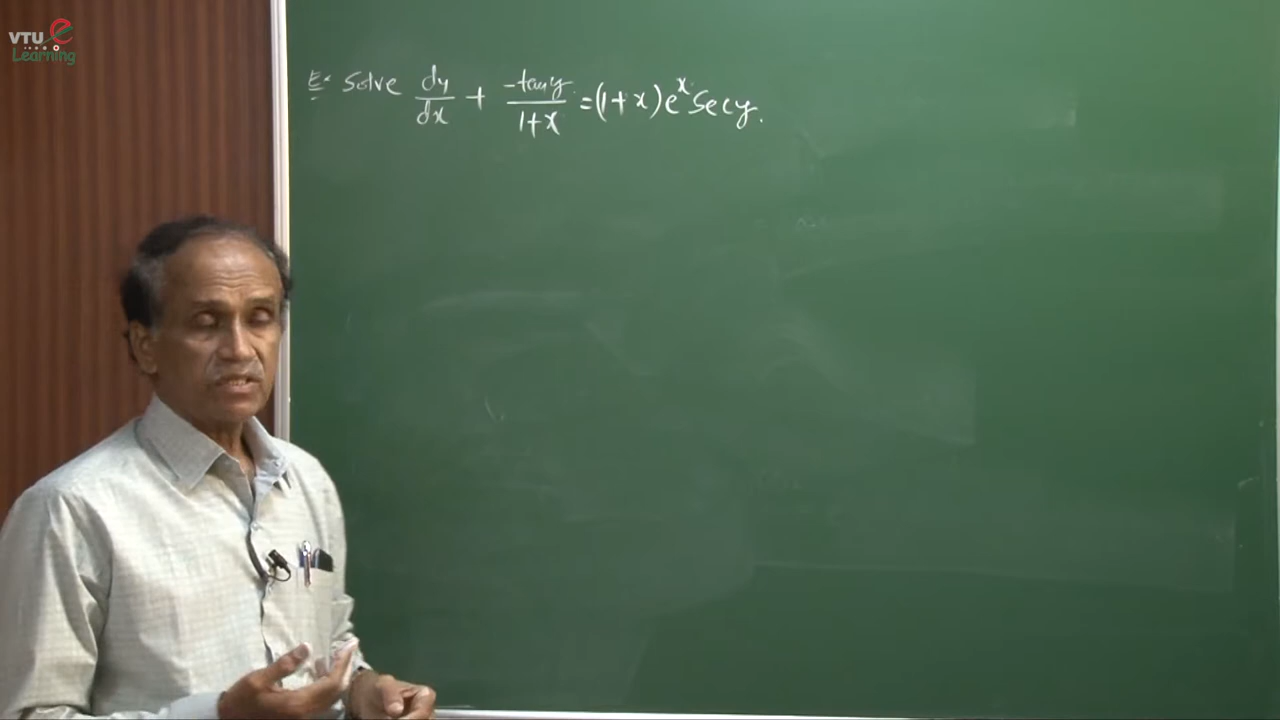 VTU e
Learning
Ex Solve dy/dx + -tan y/1+x = (1+x)e^x Sec y.